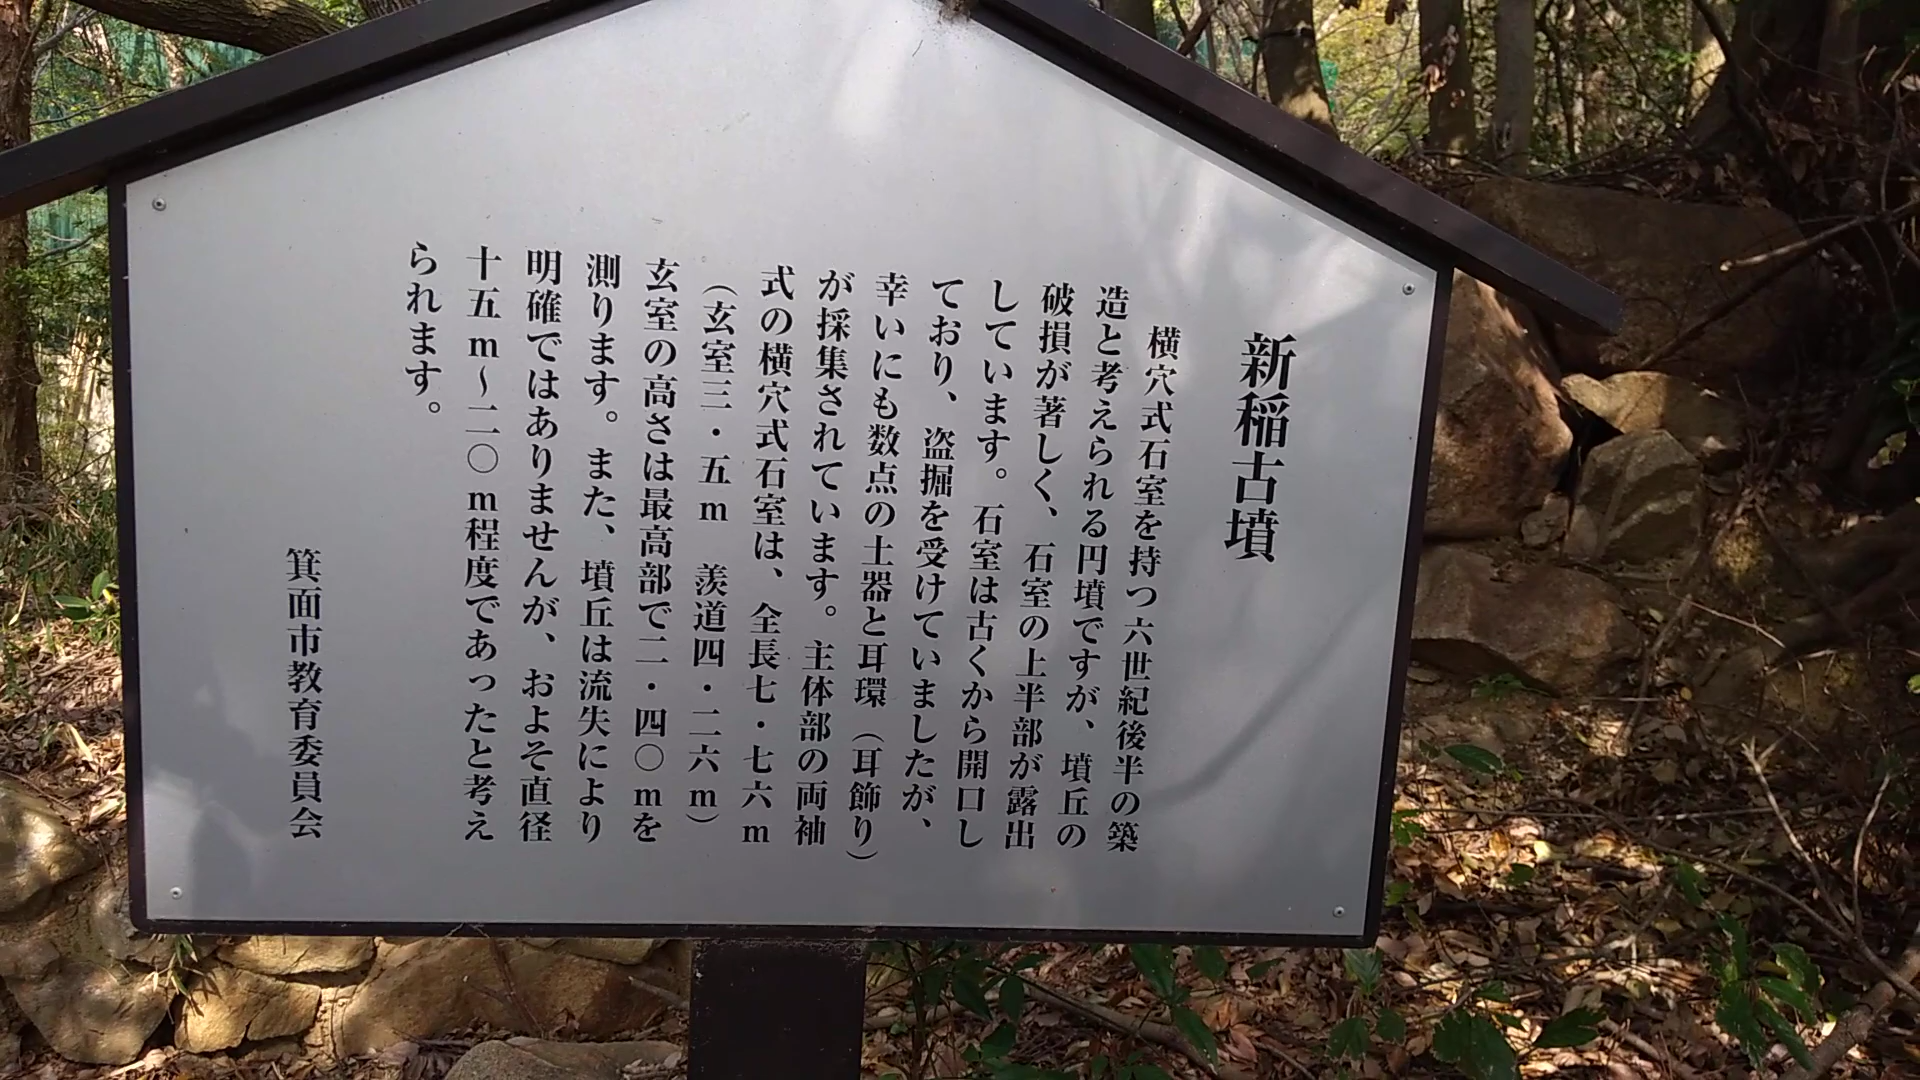 新稲古墳
横穴式石室を持つ六世紀後半の築
造と考えられる円墳ですが、墳丘の
破損が著しく、石室の上半部が露出
しています。石室は古くから開口し
ており、盗掘を受けていましたが、
幸いにも数点の土器と耳環(耳飾り)
が採集されています。主体部の両袖
式の横穴式石室は、全長七・七六m
(玄室三・五m 羨道四・二六m)
玄室の高さは最高部で二・四〇mを
測ります。また、墳丘は流失により
明確ではありませんが、およそ直径
十五m~二〇m程度であったと考え
られます。
箕面市教育委員会